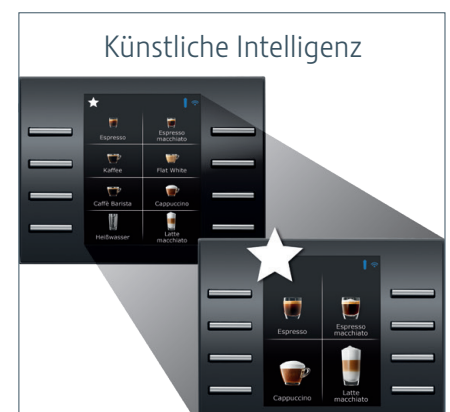 Künstliche Intelligenz
Espresso
Espresso
macchiato
Kaffee
Flat White
Caffè Barista
Cappuccino
Heißwasser
Latte
macchiato
Espresso
Espresso
macchiato
Cappuccino
Latte
macchiato